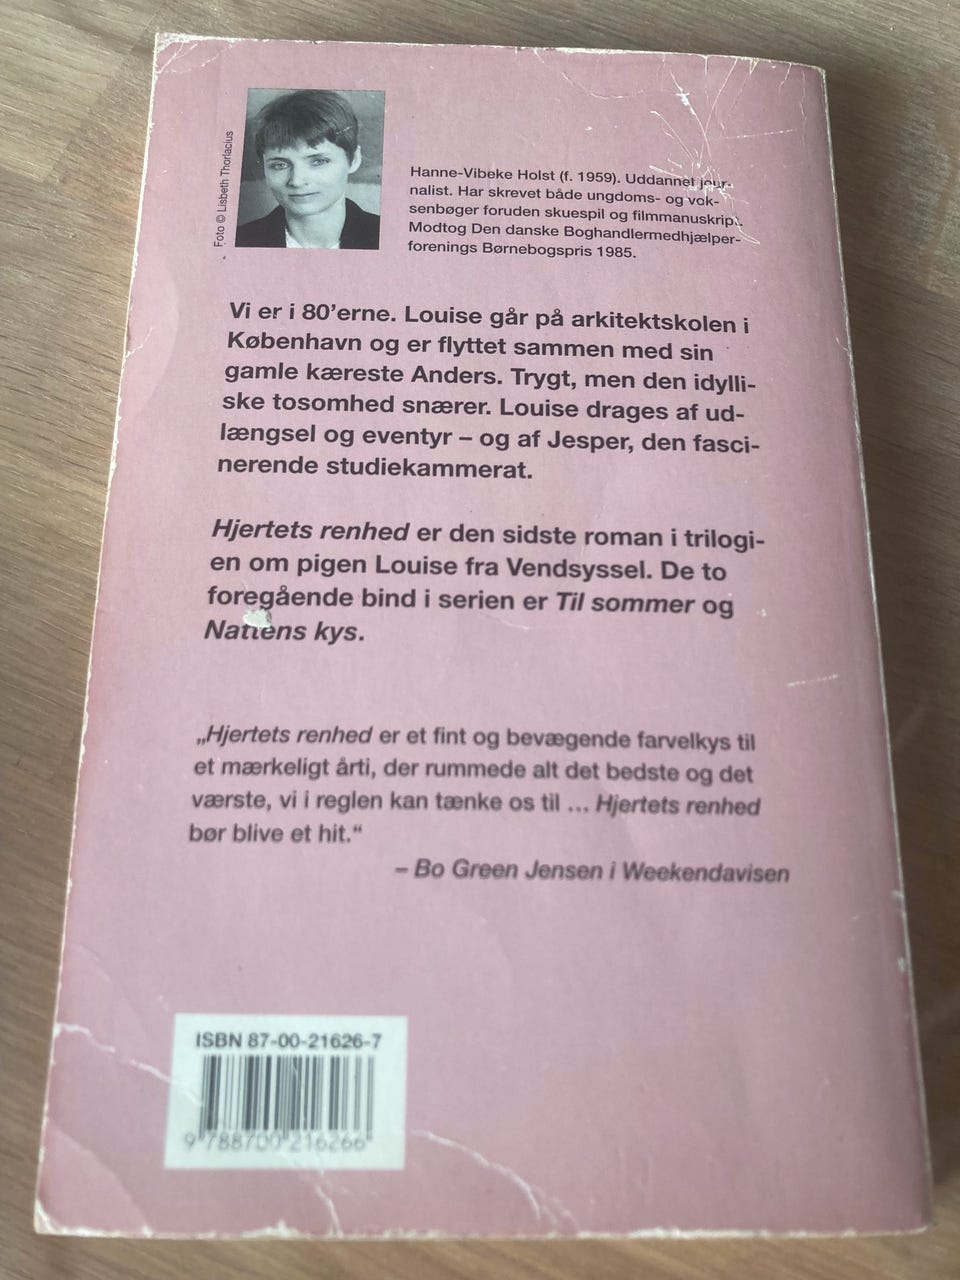 Foto © Lisbeth Thorlacius
Hanne-Vibeke Holst (f. 1959). Uddannet jour-
nalist. Har skrevet både ungdoms- og vok-
senbøger foruden skuespil og filmmanuskript.
Modtog Den danske Boghandlermedhjælper-
forenings Børnebogspris 1985.
Vi er i 80’erne. Louise går på arkitektskolen i
København og er flyttet sammen med sin
gamle kæreste Anders. Trygt, men den idylli-
ske tosomhed snærer. Louise drages af ud-
længsel og eventyr – og af Jesper, den fasci-
nerende studiekammerat.
Hjertets renhed er den sidste roman i trilogi-
en om pigen Louise fra Vendsyssel. De to
foregående bind i serien er Til sommer og
Nattens kys.
„Hjertets renhed er et fint og bevægende farvelkys til
et mærkeligt årti, der rummede alt det bedste og det
værste, vi i reglen kan tænke os til ... Hjertets renhed
bør blive et hit.“
– Bo Green Jensen i Weekendavisen
ISBN 87-00-21626-7
9 788700 216266